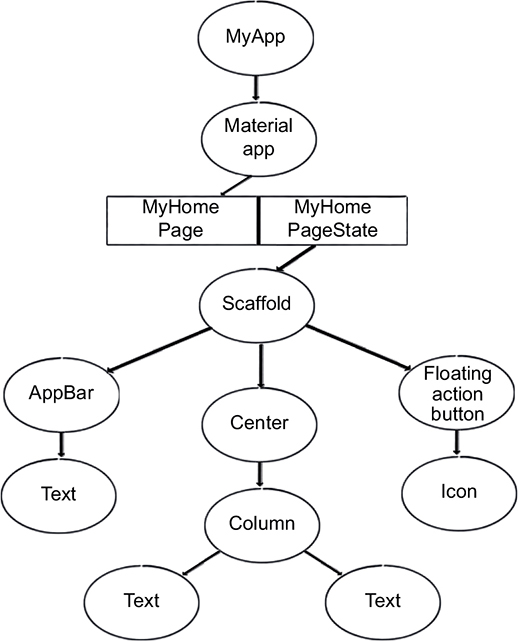 MyApp
Material
app
MyHome
Page
MyHome
PageState
Scaffold
AppBar
Center
Floating
action
button
Text
Icon
Column
Text
Text